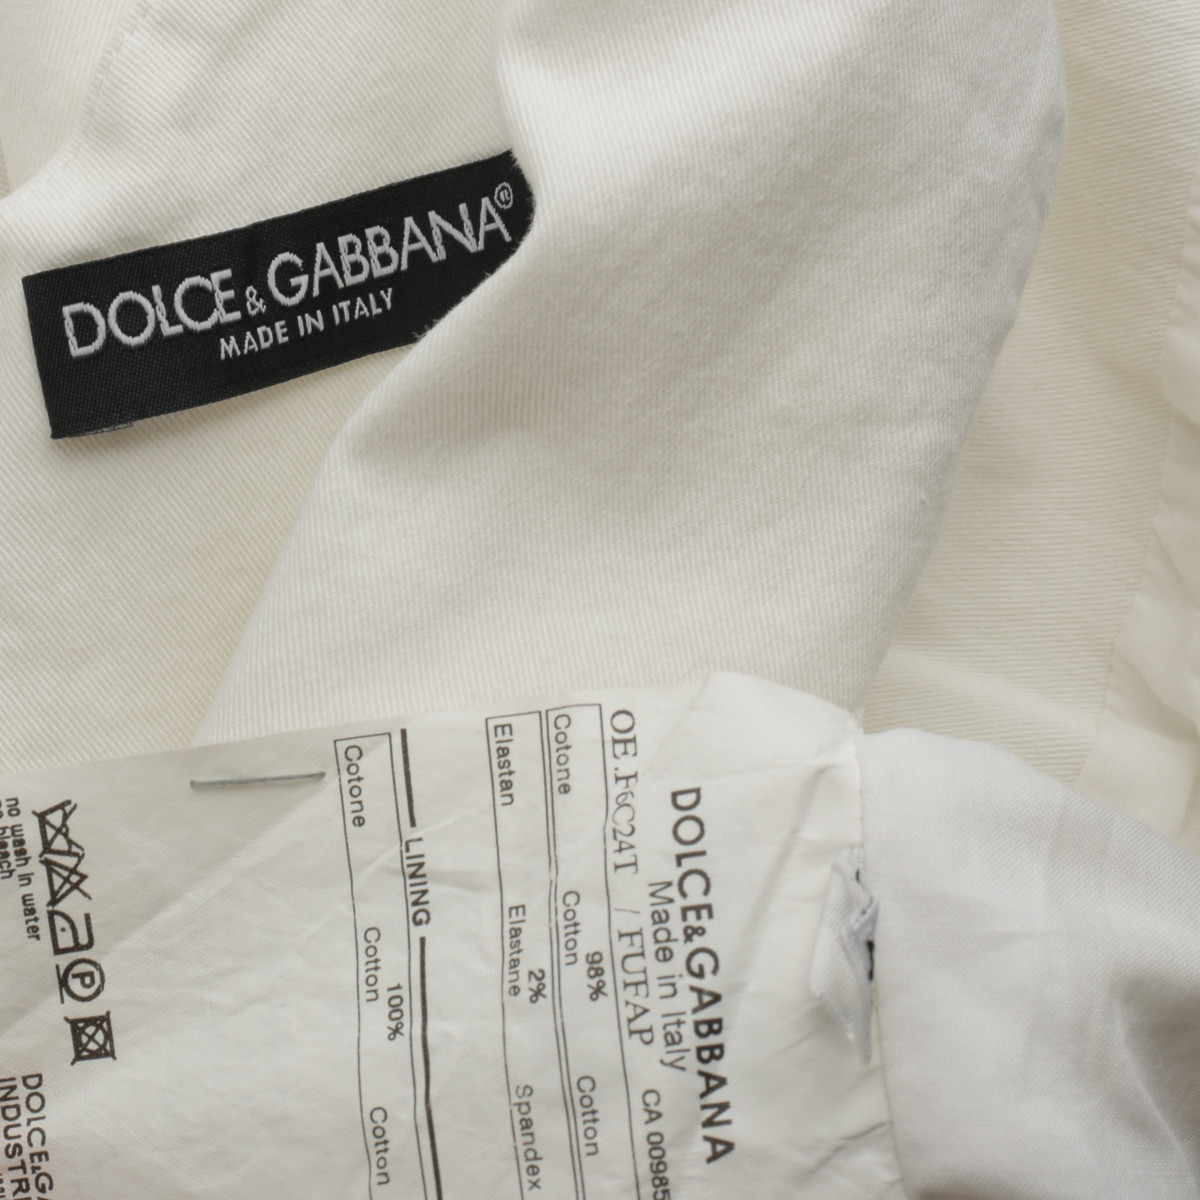 DOLCE&GABBANA®
MADE IN ITALY
DOLCE&GABBANA
Made in Italy
OE.F6C24T / FUFAP CA 00985
98%
Cotone Cotton Cotton
2%
Elastan Elastane Spandex
LINING
100%
Cotone Cotton Cotton
P
no wash in water
bleach
DOLCE&GA
INDUSTRI